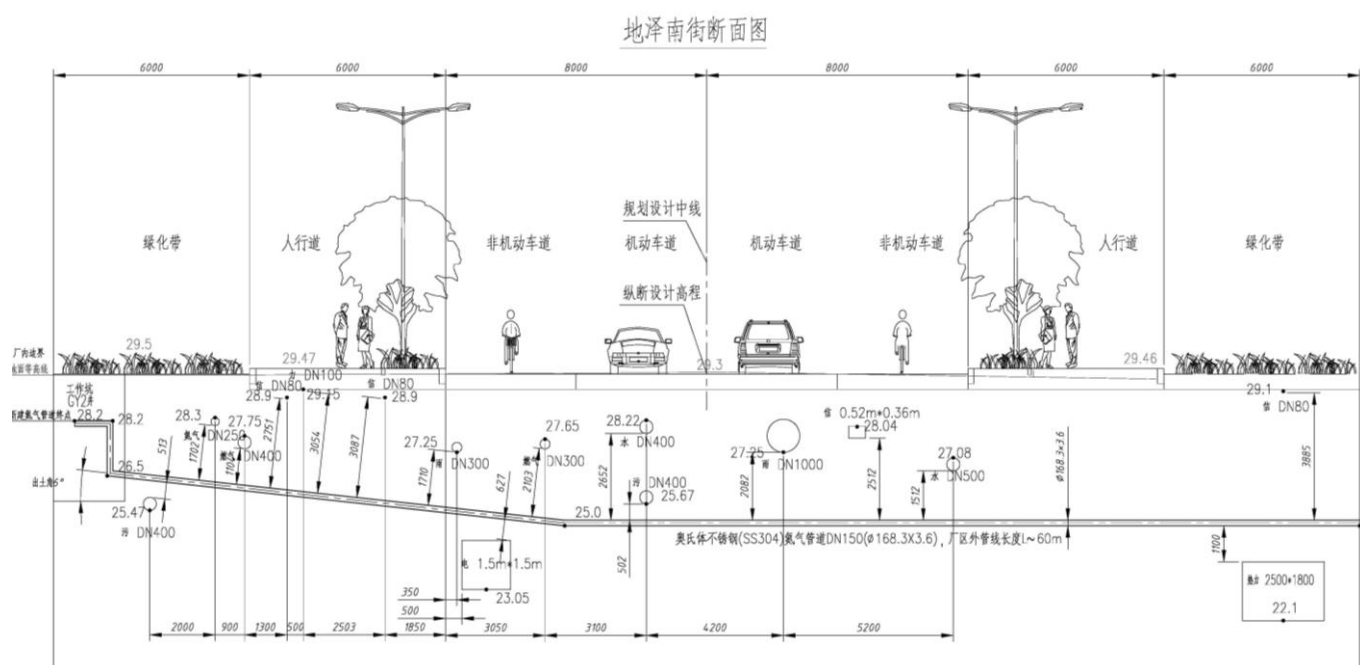 地泽南街断面图
6000
6000
8000
8000
6000
6000
规划设计中线
绿化带
人行道
非机动车道
机动车道
机动车道
非机动车道
人行道
绿化带
纵断设计高程
厂内边界
29.5
29.47
29.3
29.46
力 DN100
信 DN80
信 DN80
29.15
28.9
28.9
29.1
信 DN80
工作坑
GY2井
新建氮气管道终点
28.2
28.2
28.3
氮气 DN250
27.75
燃气 DN400
27.25
雨 DN300
27.65
燃气 DN300
28.22
水 DN400
27.25
雨 DN1000
信 0.52m*0.36m
28.04
27.08
水 DN500
513
1702
2751
3054
3087
1710
627
2103
2652
2082
2512
1512
ø168.3×3.6
3885
26.5
出土角6°
25.47
污 DN400
污 DN400
25.67
25.0
502
奥氏体不锈钢(SS304)氮气管道DN150(ø168.3X3.6)，厂区外管线长度L~60m
1100
电 1.5m*1.5m
23.05
2500*1800
22.1
350
500
2000
900
1300
500
2503
1850
3050
3100
4200
5200